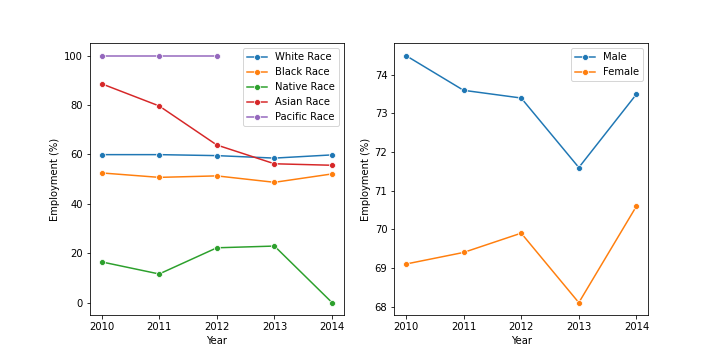 100
80
60
40
20
0
Employment (%)
2010 2011 2012 2013 2014
Year
White Race
Black Race
Native Race
Asian Race
Pacific Race
74
73
72
71
70
69
68
Employment (%)
2010 2011 2012 2013 2014
Year
Male
Female